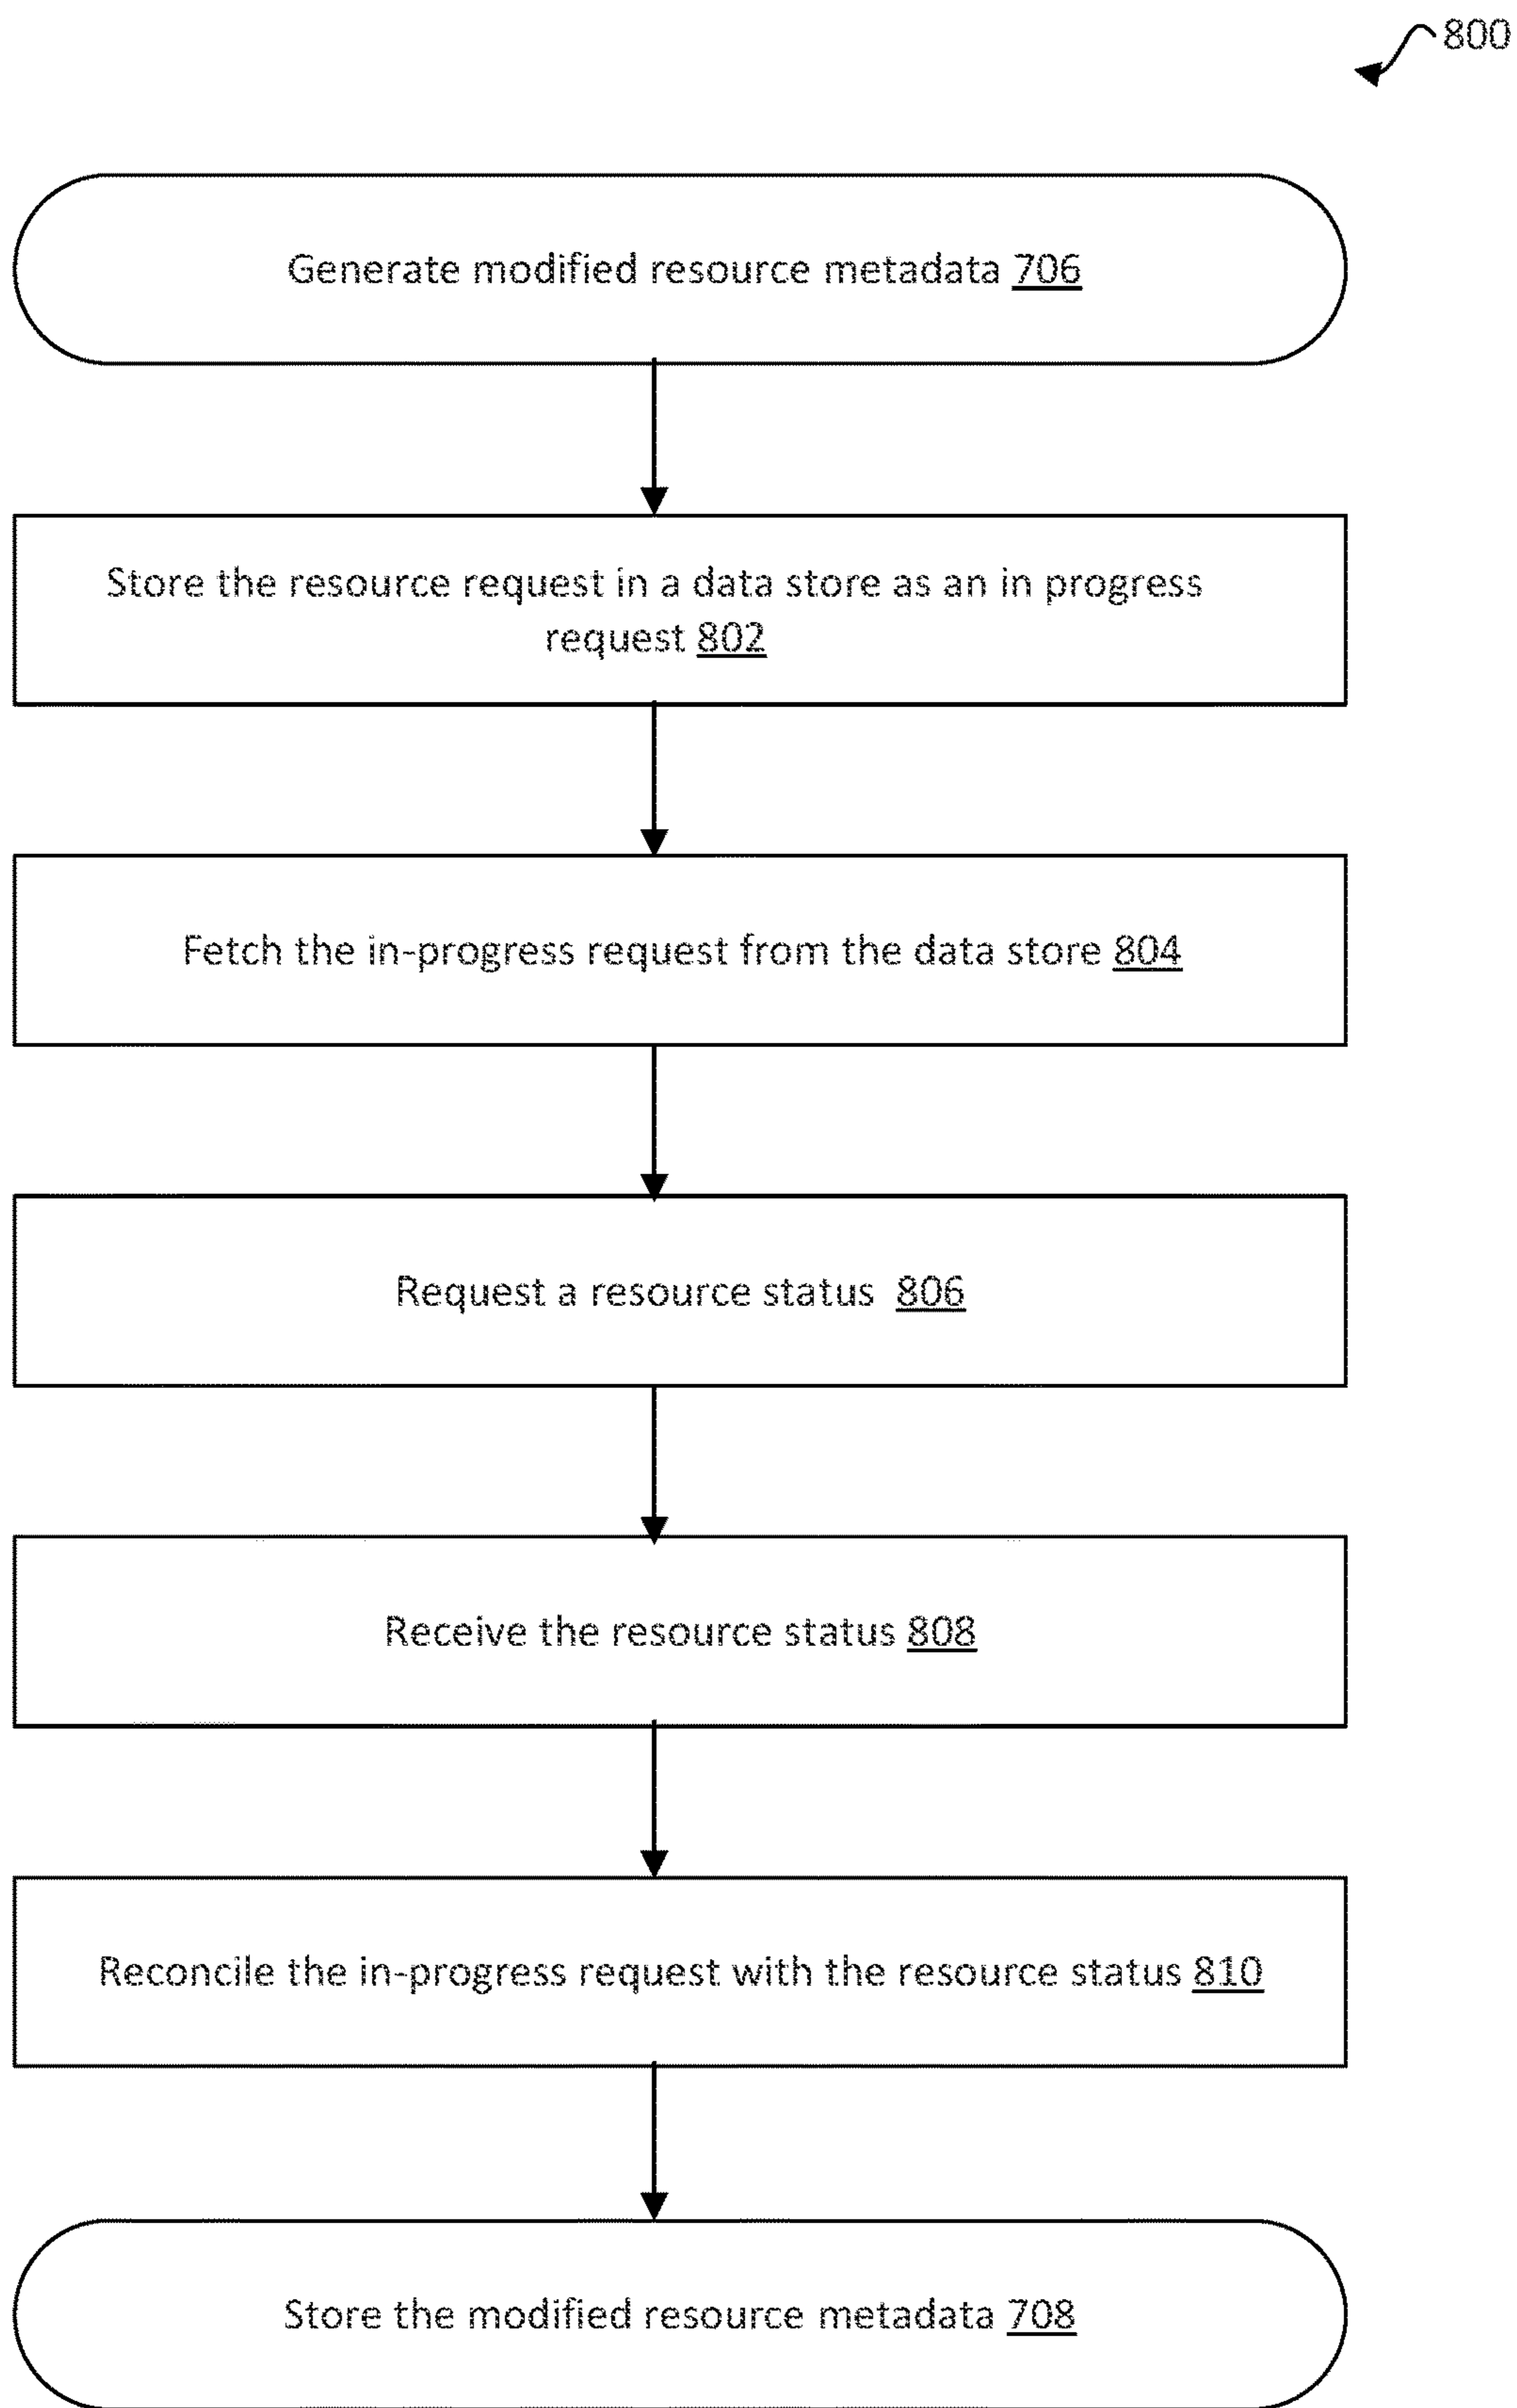 800
Generate modified resource metadata 706
Store the resource request in a data store as an in progress
request 802
Fetch the in-progress request from the data store 804
Request a resource status 806
Receive the resource status 808
Reconcile the in-progress request with the resource status 810
Store the modified resource metadata 708